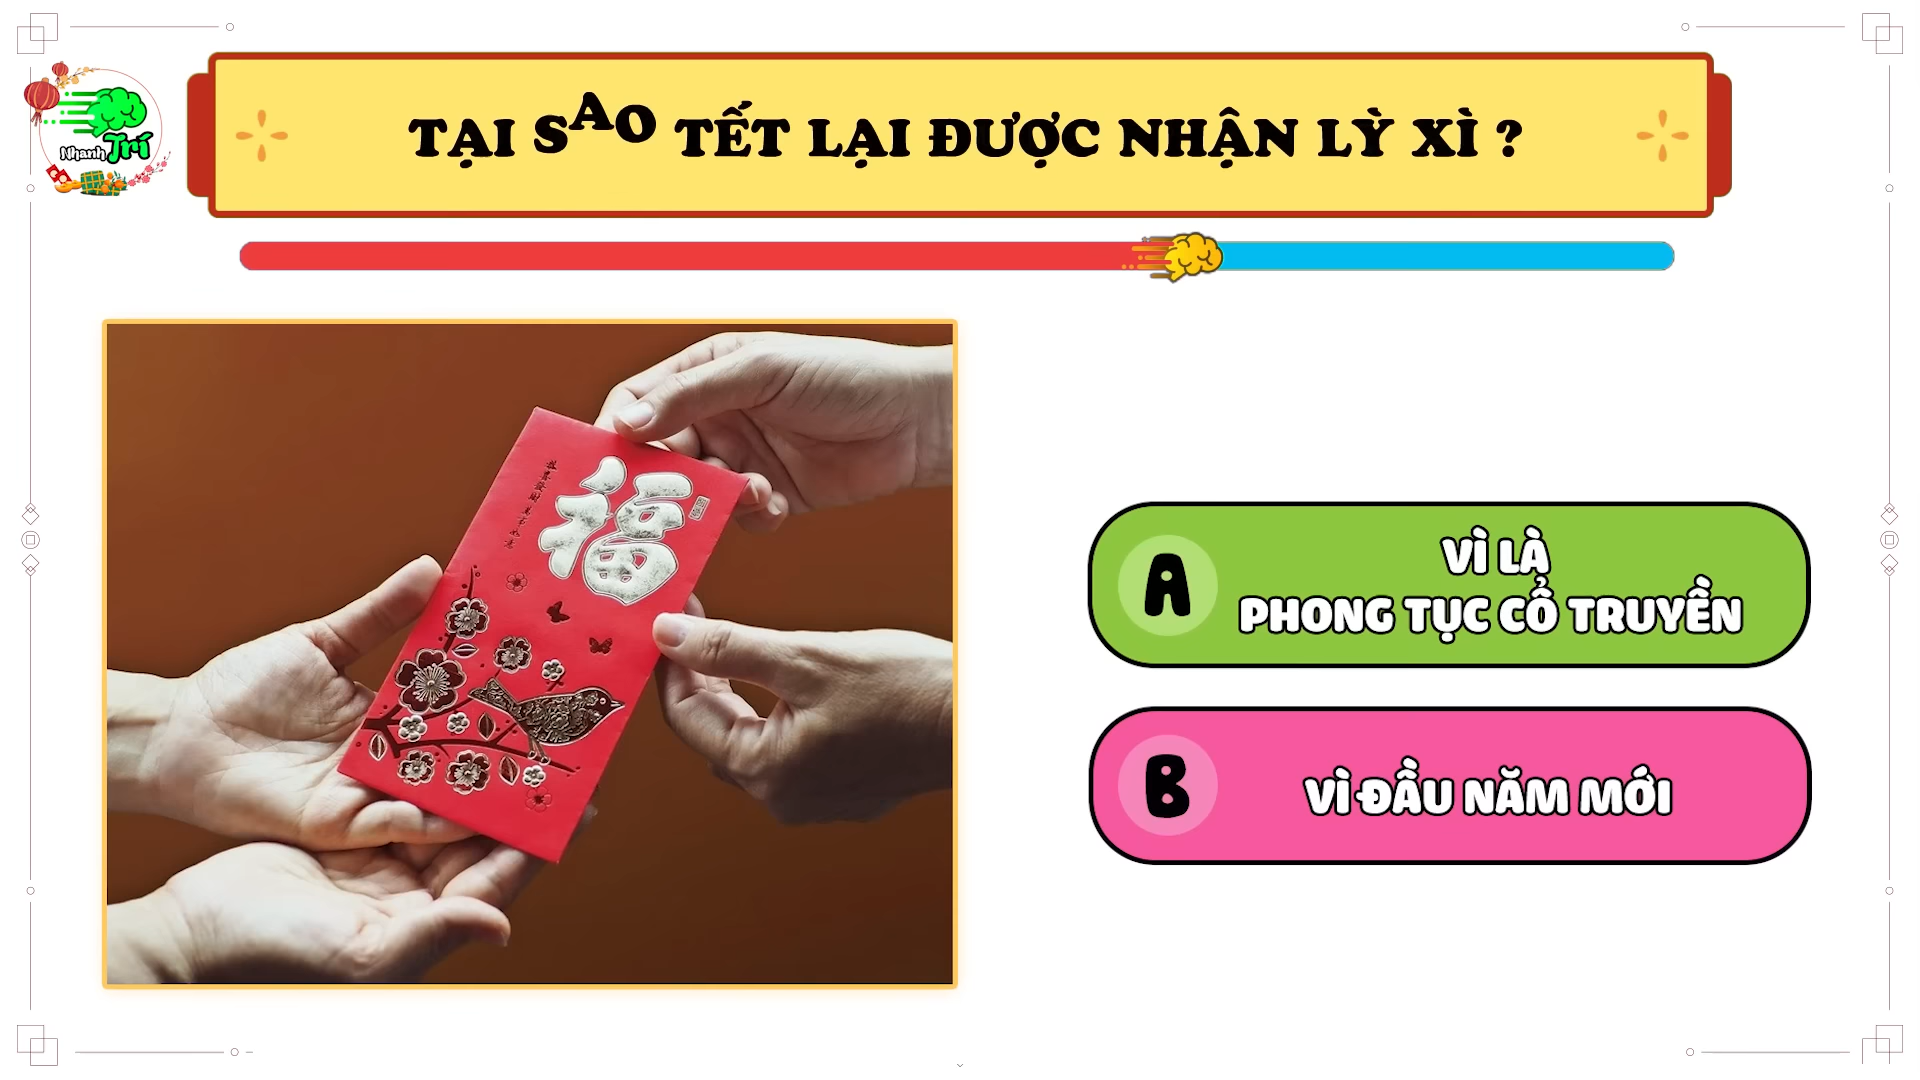 Nhanh Trí
TẠI SAO TẾT LẠI ĐƯỢC NHẬN LÌ XÌ ?
福
A
VÌ LÀ
PHONG TỤC CỔ TRUYỀN
B
VÌ ĐẦU NĂM MỚI